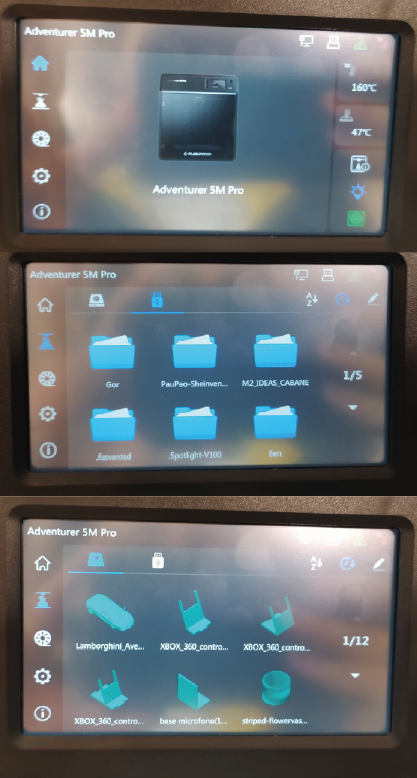 Adventurer 5M Pro
160℃
47℃
Adventurer 5M Pro
Adventurer 5M Pro
A
Z
Gor
PauPao-Sheinven...
M2_IDEAS_CABANE
1/5
.fseventsd
.Spotlight-V100
Ben
Adventurer 5M Pro
A
Z
Lamborghini_Ave...
XBOX_360_contro...
XBOX_360_contro...
1/12
XBOX_360_contro...
base microfono(1...
striped-flowervas...